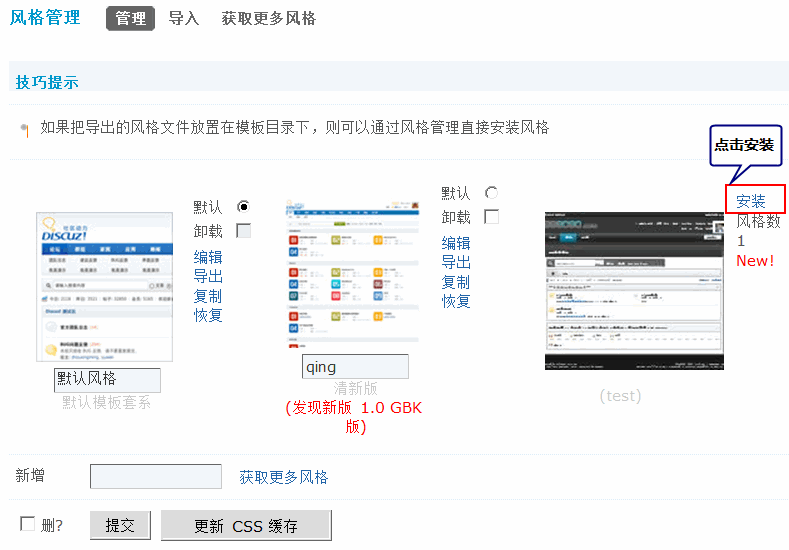 风格管理 管理 导入 获取更多风格
技巧提示
如果把导出的风格文件放置在模板目录下，则可以通过风格管理直接安装风格
点击安装
默认
卸载
编辑
导出
复制
恢复
默认风格
默认模板套系
默认
卸载
编辑
导出
复制
恢复
qing
清新版
(发现新版 1.0 GBK
版)
安装
风格数
1
New!
(test)
社区动力
DISCUZ!
新增 获取更多风格
删?
提交 更新 CSS 缓存